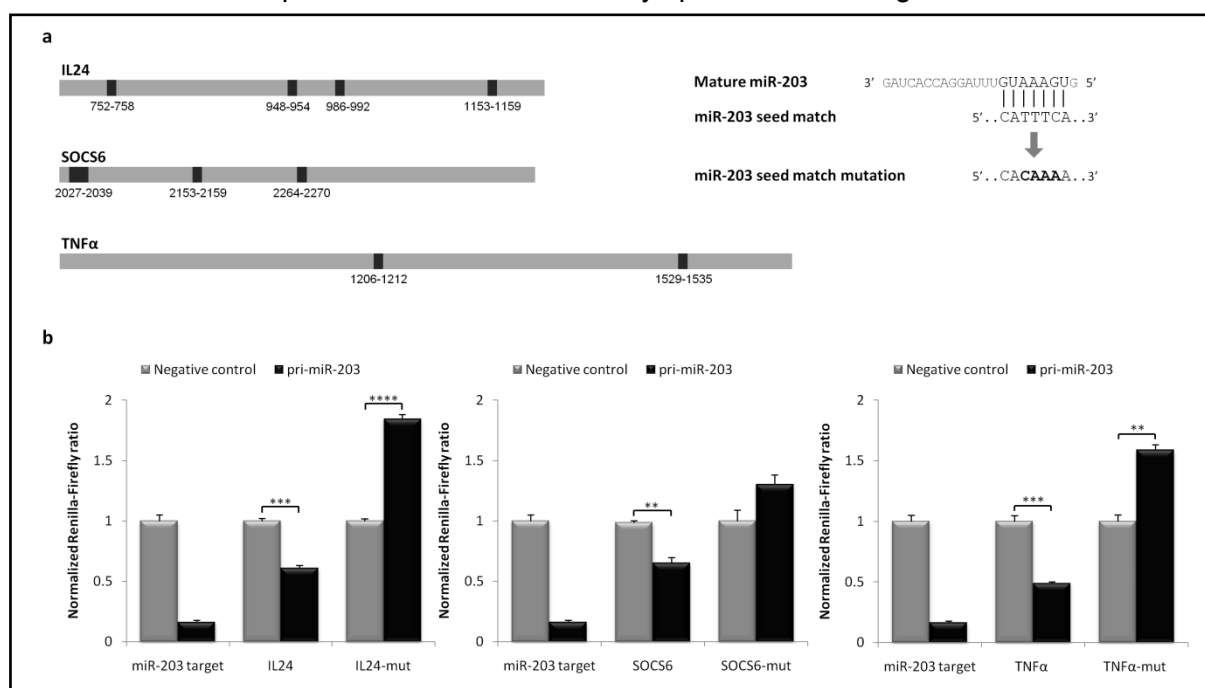 a
IL24
752-758 948-954 986-992 1153-1159
SOCS6
2027-2039 2153-2159 2264-2270
TNFα
1206-1212 1529-1535
Mature miR-203 3' GAUCACCAGGAUUUGUAAAGUG 5'
miR-203 seed match 5'..CATTTCA..3'
miR-203 seed match mutation 5'..CACAAAA..3'
b
Negative control pri-miR-203
Normalized Renilla-Firefly ratio
2
1.5
1
0.5
0
***
****
miR-203 target IL24 IL24-mut
Negative control pri-miR-203
Normalized Renilla-Firefly ratio
2
1.5
1
0.5
0
**
miR-203 target SOCS6 SOCS6-mut
Negative control pri-miR-203
Normalized Renilla-Firefly ratio
2
1.5
1
0.5
0
***
**
miR-203 target TNFα TNFα-mut